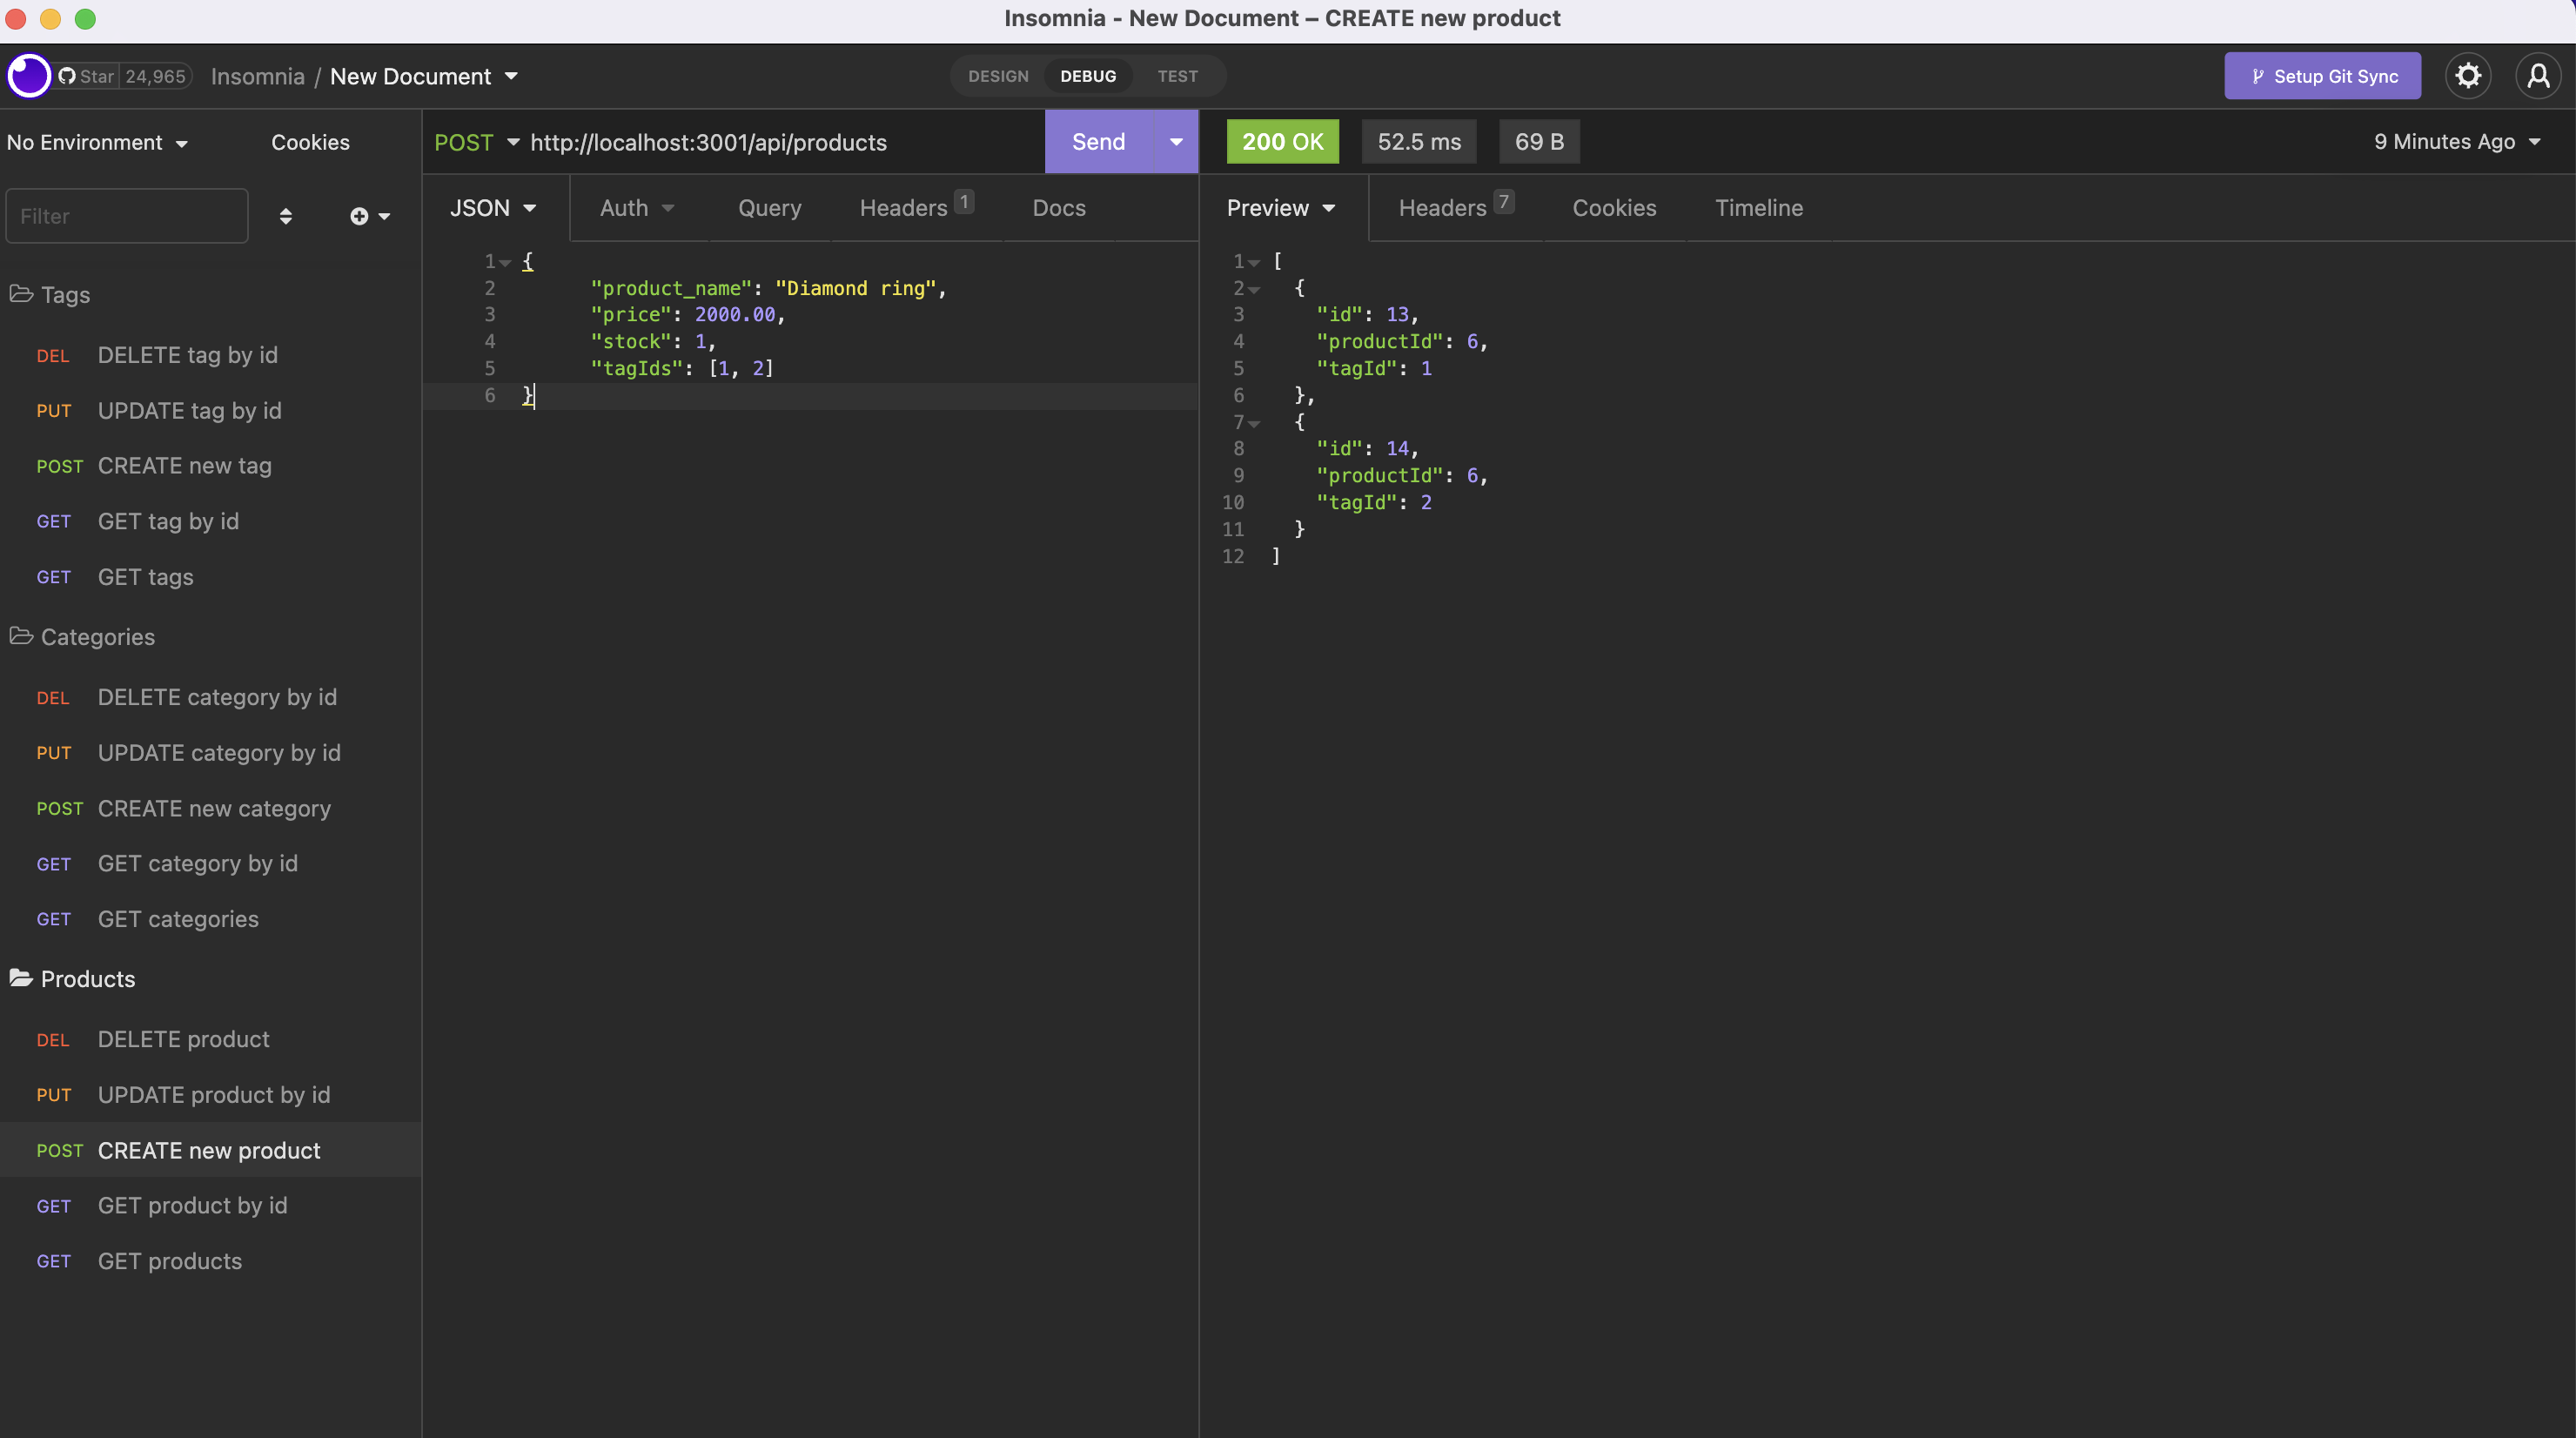 Insomnia - New Document – CREATE new product
Star 24,965 Insomnia / New Document
DESIGN DEBUG TEST
Setup Git Sync
No Environment Cookies
Filter
Tags
DEL DELETE tag by id
PUT UPDATE tag by id
POST CREATE new tag
GET GET tag by id
GET GET tags
Categories
DEL DELETE category by id
PUT UPDATE category by id
POST CREATE new category
GET GET category by id
GET GET categories
Products
DEL DELETE product
PUT UPDATE product by id
POST CREATE new product
GET GET product by id
GET GET products
POST http://localhost:3001/api/products Send
JSON Auth Query Headers 1 Docs
1 {
2 "product_name": "Diamond ring",
3 "price": 2000.00,
4 "stock": 1,
5 "tagIds": [1, 2]
6 }
200 OK 52.5 ms 69 B 9 Minutes Ago
Preview Headers 7 Cookies Timeline
1 [
2 {
3 "id": 13,
4 "productId": 6,
5 "tagId": 1
6 },
7 {
8 "id": 14,
9 "productId": 6,
10 "tagId": 2
11 }
12 ]